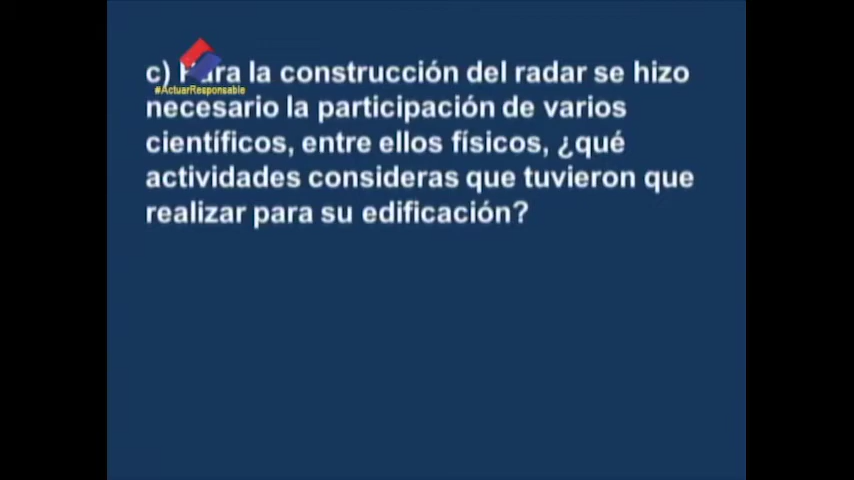 c) Para la construcción del radar se hizo
#ActuarResponsable
necesario la participación de varios
científicos, entre ellos físicos, ¿qué
actividades consideras que tuvieron que
realizar para su edificación?